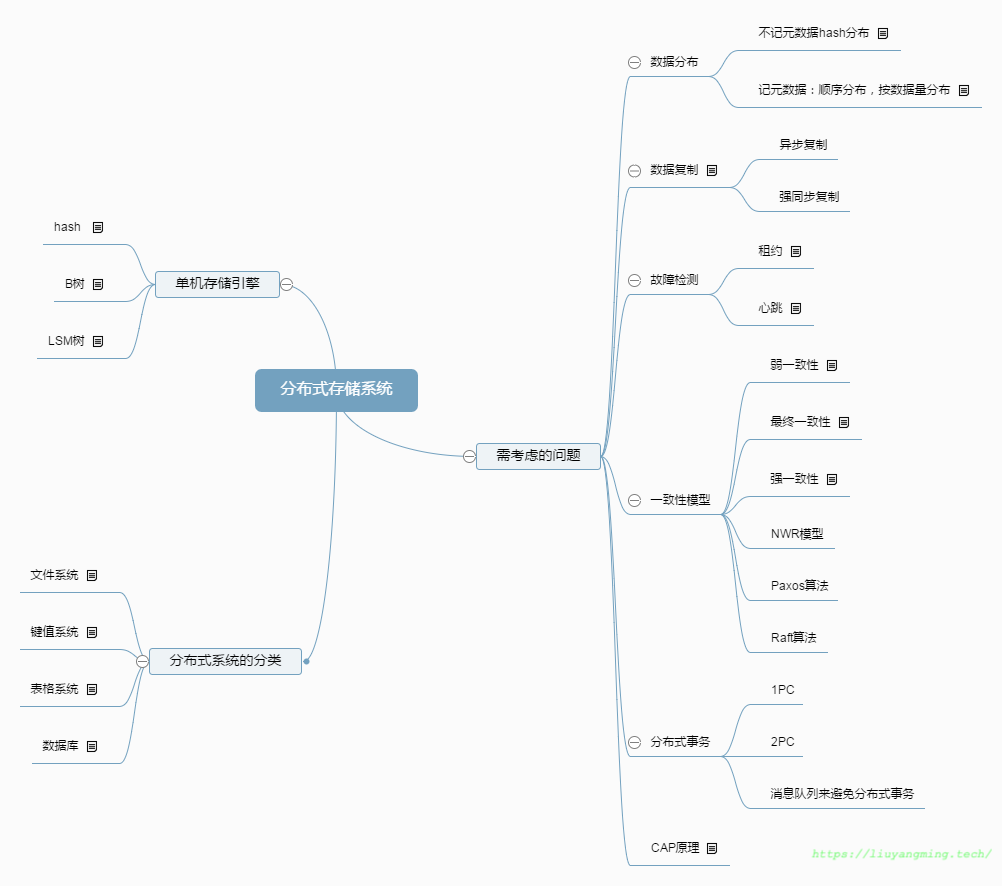 分布式存储系统
单机存储引擎
hash
B树
LSM树
分布式系统的分类
文件系统
键值系统
表格系统
数据库
需考虑的问题
数据分布
不记元数据hash分布
记元数据：顺序分布，按数据量分布
数据复制
异步复制
强同步复制
故障检测
租约
心跳
一致性模型
弱一致性
最终一致性
强一致性
NWR模型
Paxos算法
Raft算法
分布式事务
1PC
2PC
消息队列来避免分布式事务
CAP原理
https://liuyangming.tech/